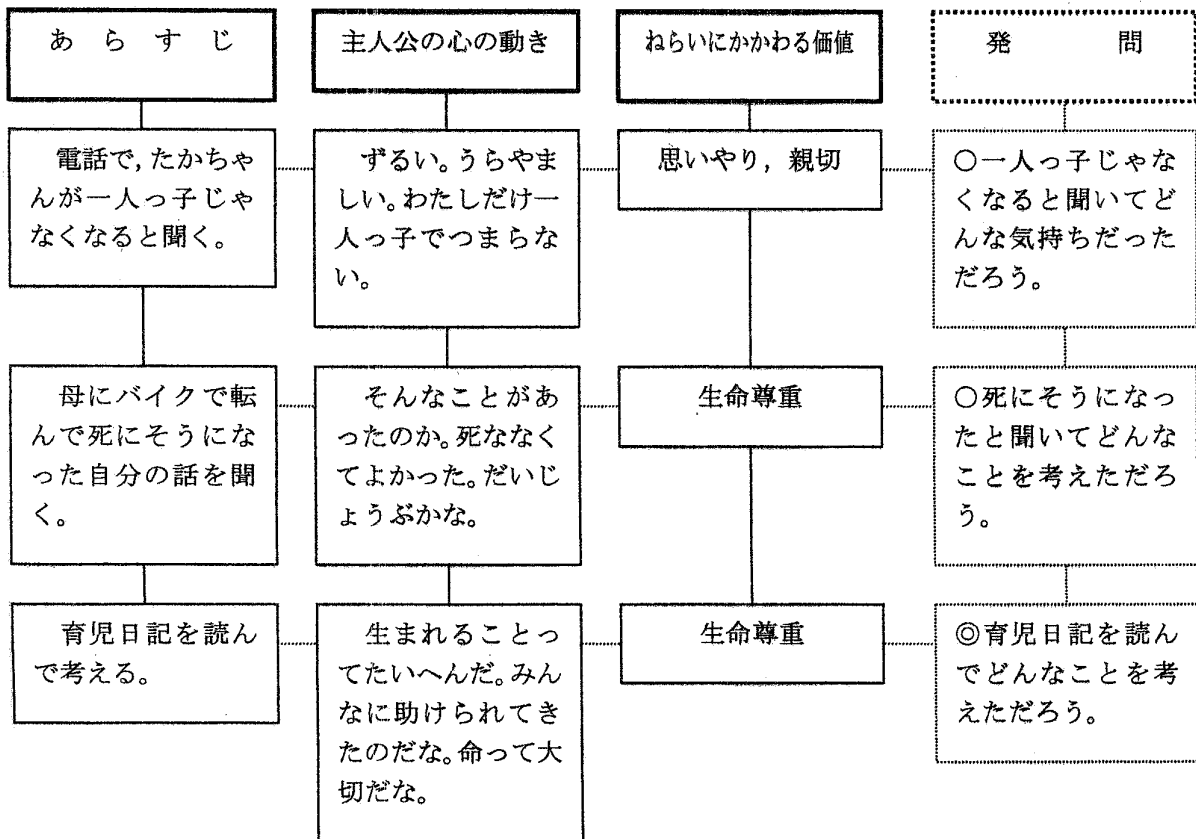 あらすじ
主人公の心の動き
ねらいにかかわる価値
発問
電話で，たかちゃ
んが一人っ子じゃ
なくなると聞く。
ずるい。うらやま
しい。わたしだけ一
人っ子でつまらな
い。
思いやり，親切
○一人っ子じゃな
くなると聞いてど
んな気持ちだった
だろう。
母にバイクで転
んで死にそうにな
った自分の話を聞
く。
そんなことがあ
ったのか。死ななく
てよかった。だいじ
ょうぶかな。
生命尊重
○死にそうになっ
たと聞いてどんな
ことを考えただろ
う。
育児日記を読ん
で考える。
生まれることっ
てたいへんだ。みん
なに助けられてき
たのだな。命って大
切だな。
生命尊重
◎育児日記を読ん
でどんなことを考
えただろう。